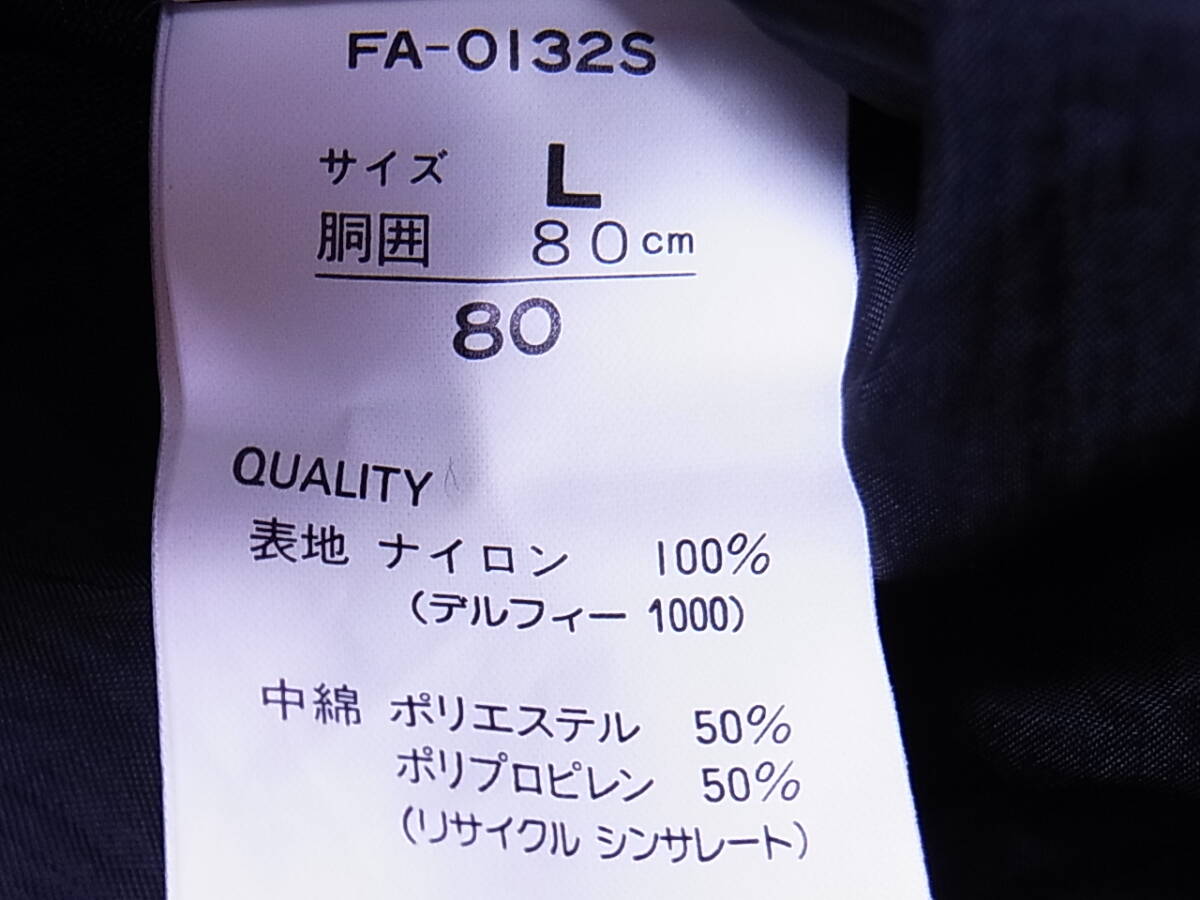 FA-0132S
サイズ L
胴囲 80cm
80
QUALITY
表地 ナイロン 100%
(デルフィー 1000)
中綿 ポリエステル 50%
ポリプロピレン 50%
(リサイクル シンサレート)